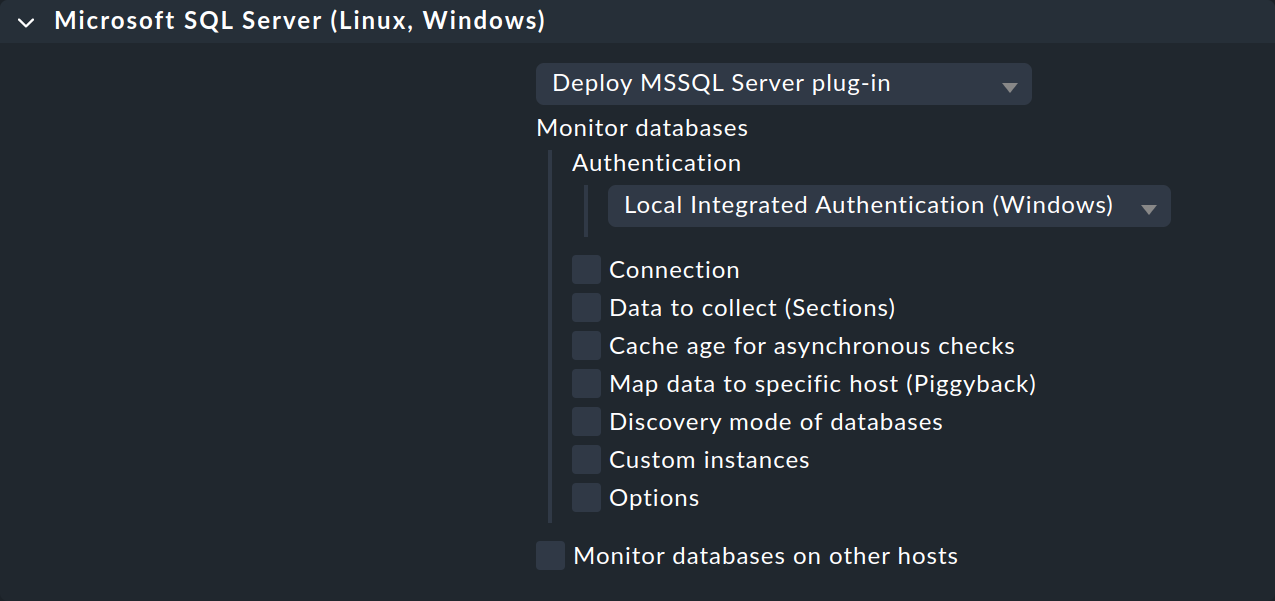 Microsoft SQL Server (Linux, Windows)
Deploy MSSQL Server plug-in
Monitor databases
Authentication
Local Integrated Authentication (Windows)
Connection
Data to collect (Sections)
Cache age for asynchronous checks
Map data to specific host (Piggyback)
Discovery mode of databases
Custom instances
Options
Monitor databases on other hosts